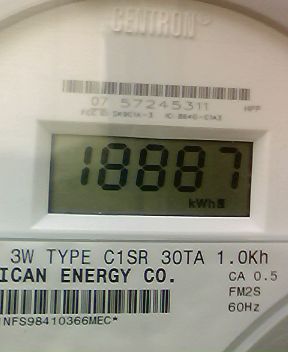 CENTRON
07 57245311
18887
kWh
3W TYPE C1SR 30TA 1.0Kh
ICAN ENERGY CO.
CA 0.5
FM2S
60Hz
NFS98410366MEC*